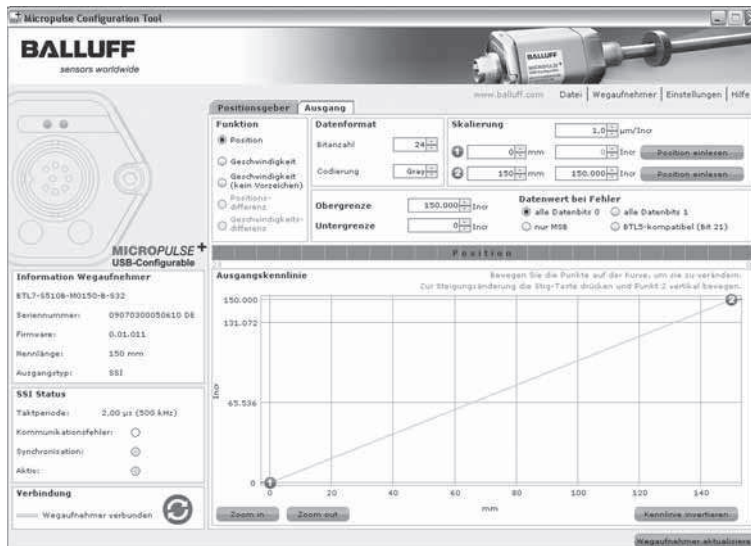 Micropulse Configuration Tool
BALLUFF
sensors worldwide
BALLUFF
www.balluff.com Datei Wegaufnehmer Einstellungen Hilfe
Positionsgeber Ausgang
Funktion
Position
Geschwindigkeit
Geschwindigkeit
(kein Vorzeichen)
Positions-
differenz
Geschwindigkeits-
differenz
Datenformat
Bitanzahl 24
Codierung Gray
Skalierung
1,0 µm/Incr
1 0 mm 0 Incr Position einlesen
2 150 mm 150.000 Incr Position einlesen
Obergrenze 150.000 Incr
Untergrenze 0 Incr
Datenwert bei Fehler
alle Datenbits 0 alle Datenbits 1
nur MSB BTL5-kompatibel (Bit 21)
MICROPULSE+
USB-Configurable
Position
Information Wegaufnehmer
BTL7-S510B-M0150-B-S32
Seriennummer: 09070300050610 DE
Firmware: 0.01.011
Nennlänge: 150 mm
Ausgangstyp: SSI
SSI Status
Taktperiode: 2,00 µs (500 kHz)
Kommunikationsfehler:
Synchronisation:
Aktiv:
Verbindung
Wegaufnehmer verbunden
Ausgangskennlinie
Bewegen Sie die Punkte auf der Kurve, um sie zu verändern.
Zur Steigungsänderung die Strg-Taste drücken und Punkt 2 vertikal bewegen.
150.000
131.072
65.536
0
Incr
1
2
0 20 40 60 80 100 120 140
mm
Zoom in Zoom out Kennlinie invertieren
Wegaufnehmer aktualisieren